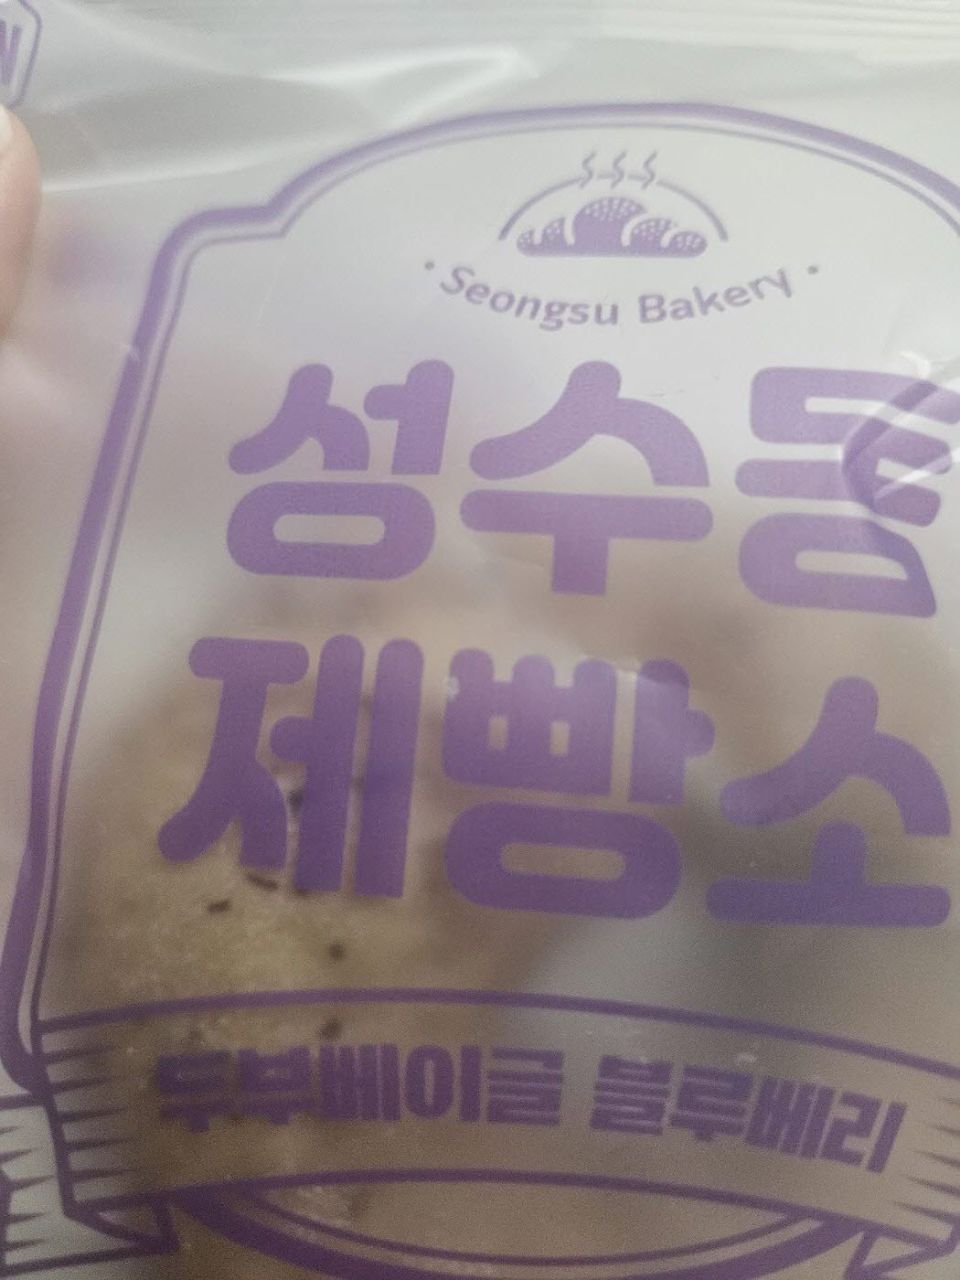 Seongsu Bakery
성수동
제빵소
두부베이글 블루베리